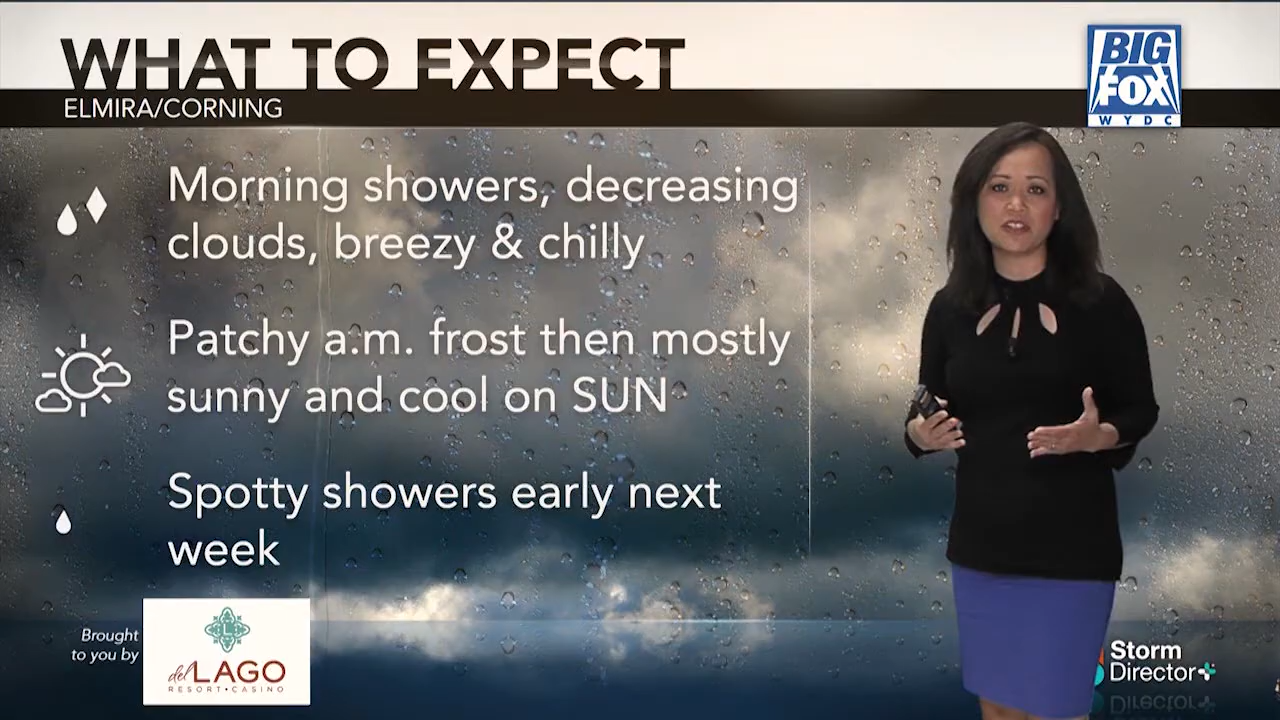 WHAT TO EXPECT
ELMIRA/CORNING
BIG
FOX
WYDC
Morning showers, decreasing
clouds, breezy & chilly
Patchy a.m. frost then mostly
sunny and cool on SUN
Spotty showers early next
week
Brought
to you by
L
del LAGO
RESORT•CASINO
Storm
Director+
Director+